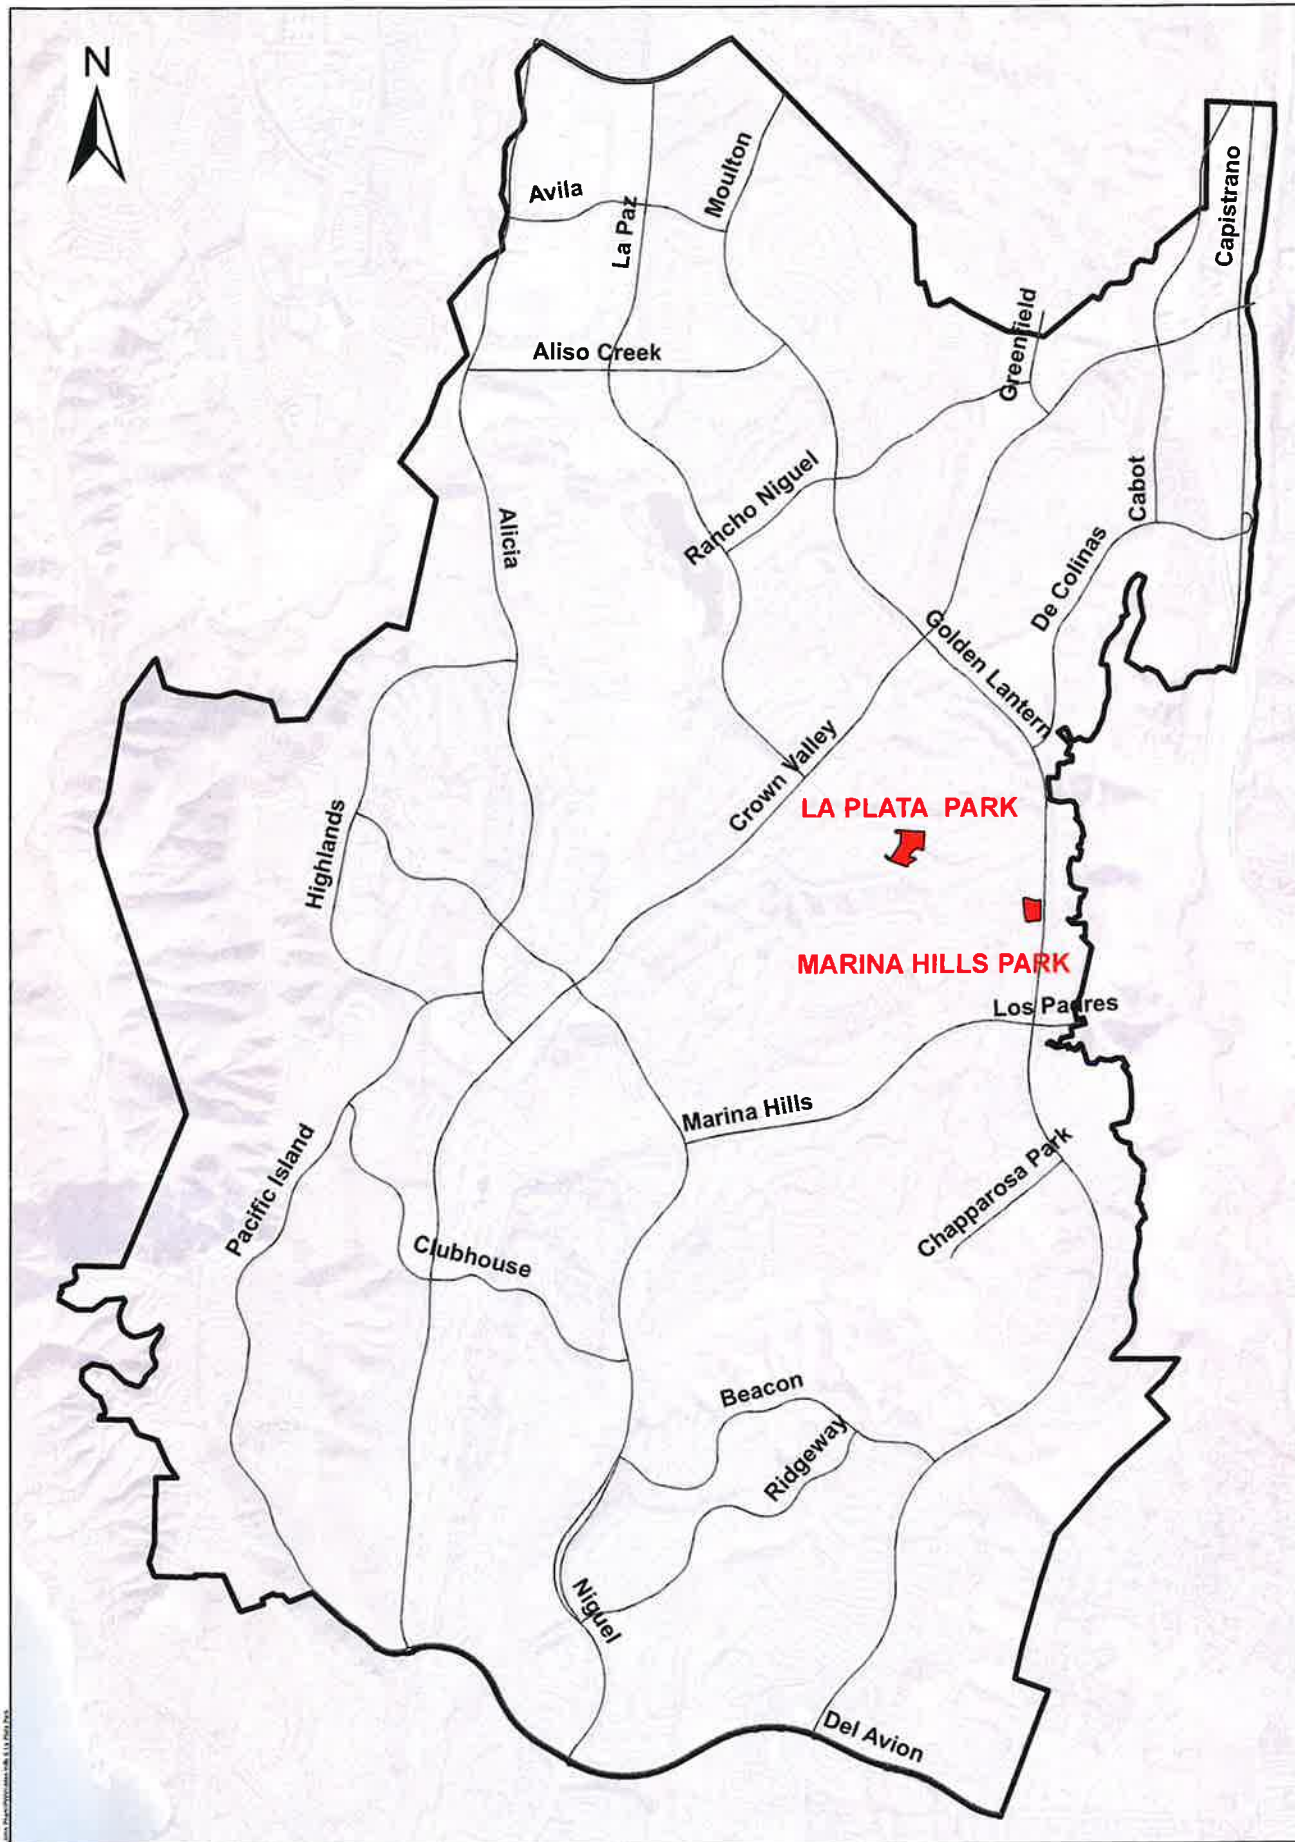 N
Avila
La Paz
Moulton
Capistrano
Aliso Creek
Greenfield
Rancho Niguel
Cabot
Alicia
De Colinas
Golden Lantern
Crown Valley
LA PLATA PARK
Highlands
MARINA HILLS PARK
Los Padres
Marina Hills
Pacific Island
Chapparosa Park
Clubhouse
Beacon
Ridgeway
Niguel
Del Avion